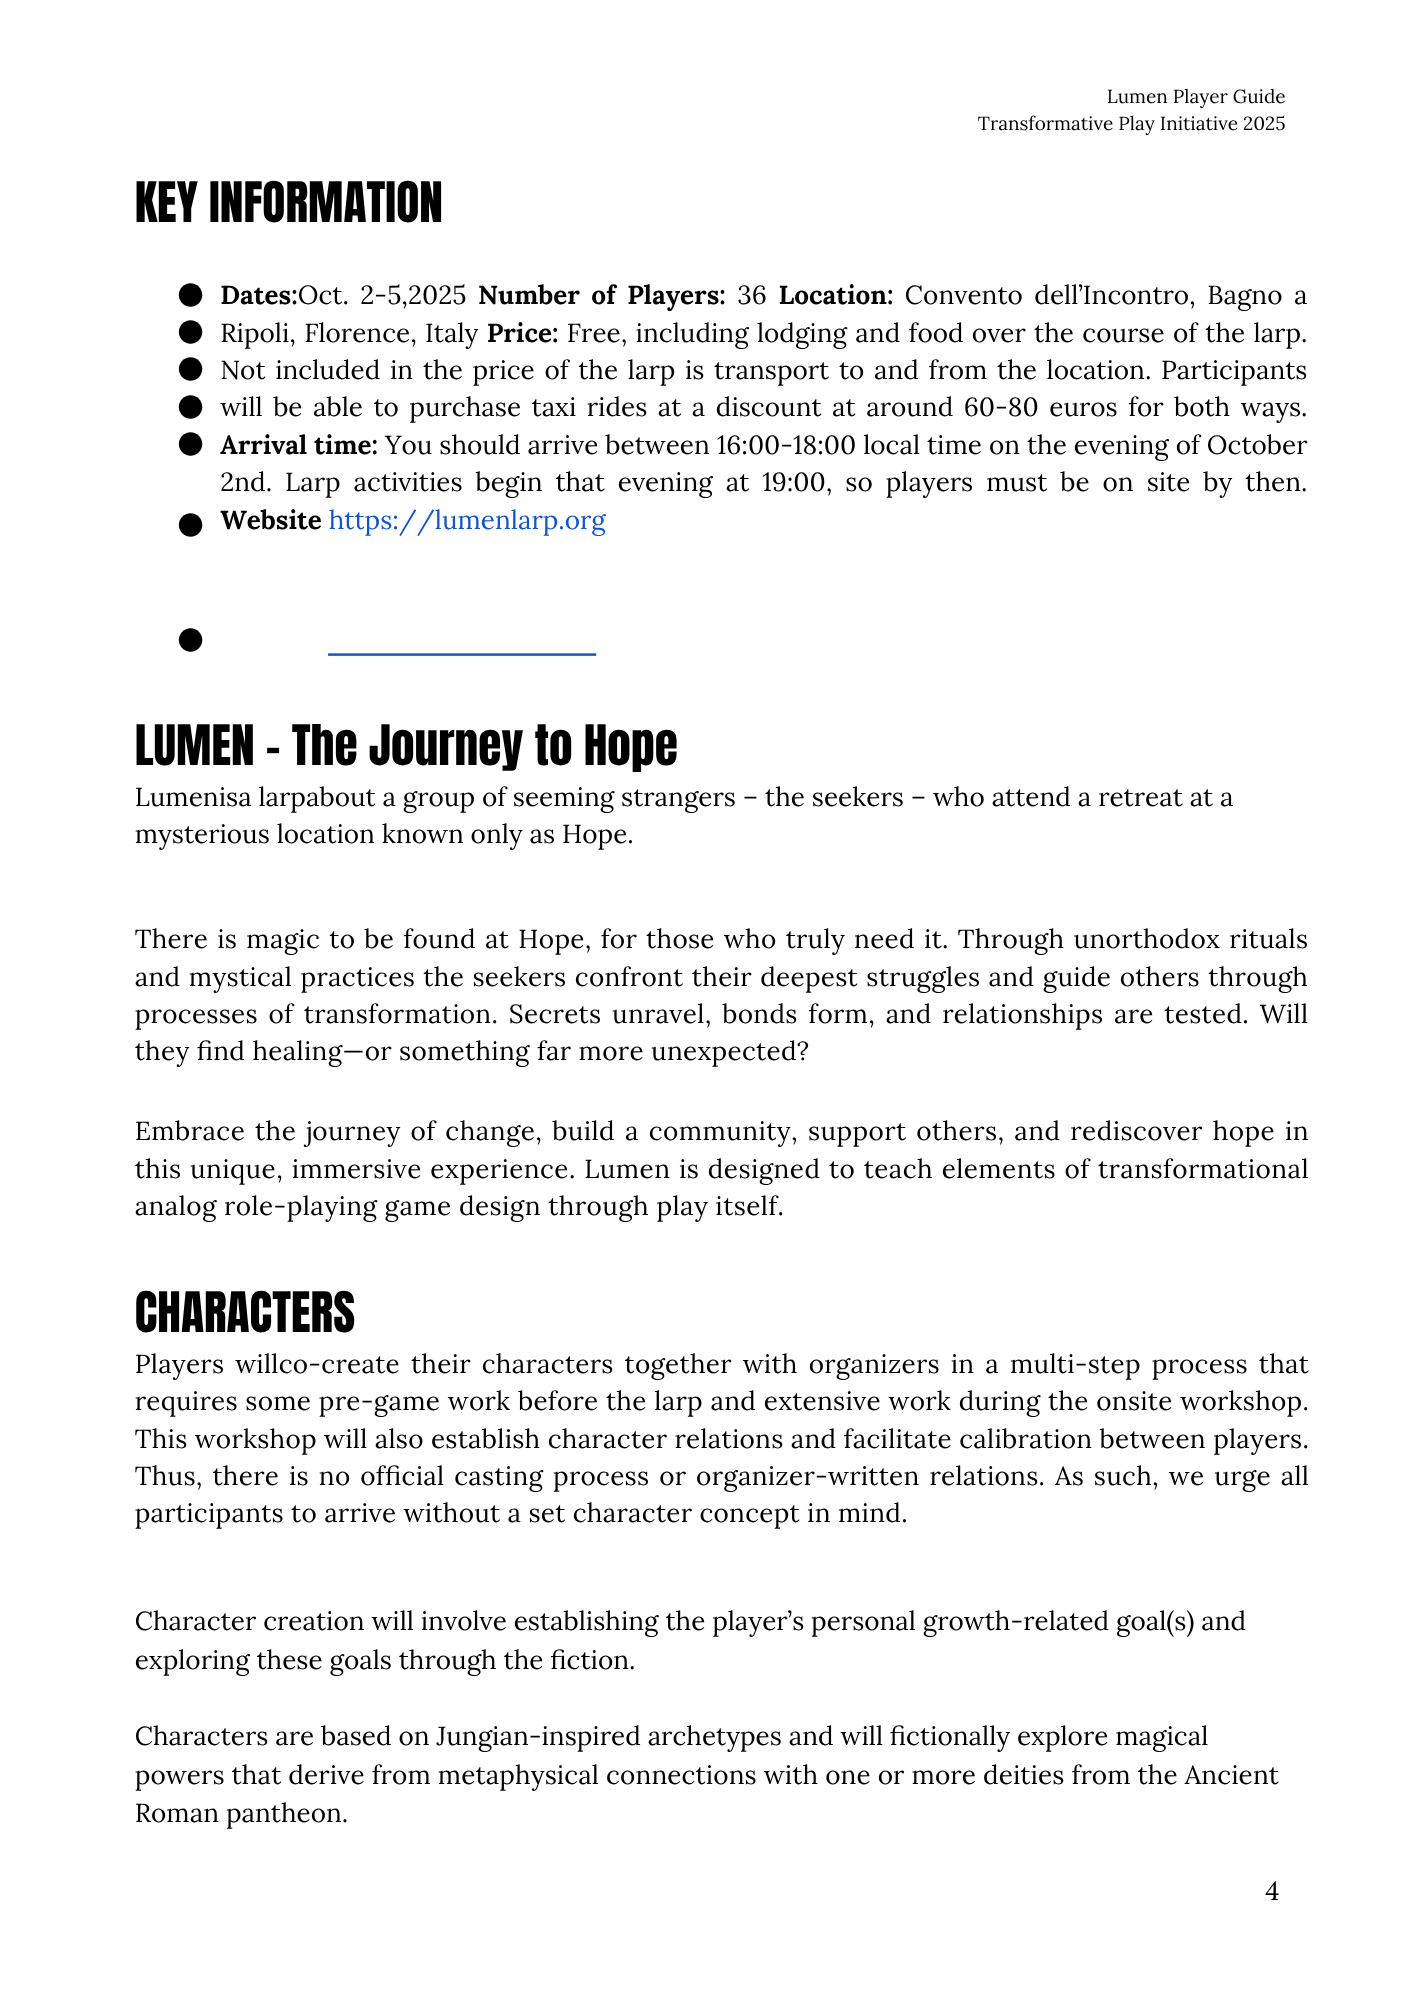 Lumen Player Guide
Transformative Play Initiative 2025
KEY INFORMATION
● Dates:Oct. 2-5,2025 Number of Players: 36 Location: Convento dell’Incontro, Bagno a
● Ripoli, Florence, Italy Price: Free, including lodging and food over the course of the larp.
● Not included in the price of the larp is transport to and from the location. Participants
● will be able to purchase taxi rides at a discount at around 60-80 euros for both ways.
● Arrival time: You should arrive between 16:00-18:00 local time on the evening of October
2nd. Larp activities begin that evening at 19:00, so players must be on site by then.
● Website https://lumenlarp.org
●
LUMEN - The Journey to Hope
Lumenisa larpabout a group of seeming strangers – the seekers – who attend a retreat at a
mysterious location known only as Hope.
There is magic to be found at Hope, for those who truly need it. Through unorthodox rituals
and mystical practices the seekers confront their deepest struggles and guide others through
processes of transformation. Secrets unravel, bonds form, and relationships are tested. Will
they find healing—or something far more unexpected?
Embrace the journey of change, build a community, support others, and rediscover hope in
this unique, immersive experience. Lumen is designed to teach elements of transformational
analog role-playing game design through play itself.
CHARACTERS
Players willco-create their characters together with organizers in a multi-step process that
requires some pre-game work before the larp and extensive work during the onsite workshop.
This workshop will also establish character relations and facilitate calibration between players.
Thus, there is no official casting process or organizer-written relations. As such, we urge all
participants to arrive without a set character concept in mind.
Character creation will involve establishing the player’s personal growth-related goal(s) and
exploring these goals through the fiction.
Characters are based on Jungian-inspired archetypes and will fictionally explore magical
powers that derive from metaphysical connections with one or more deities from the Ancient
Roman pantheon.
4